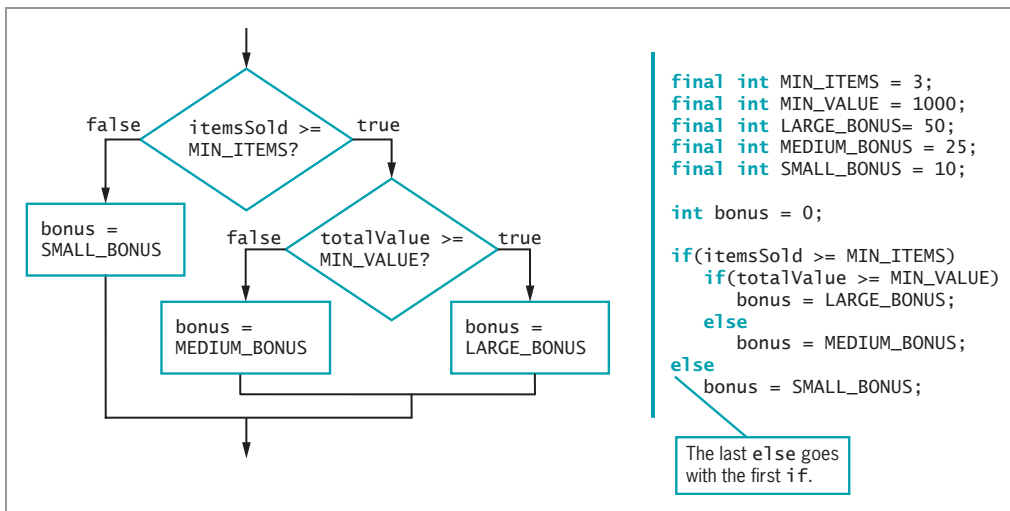 false
itemsSold >=
MIN_ITEMS?
true
bonus =
SMALL_BONUS
false
totalValue >=
MIN_VALUE?
true
bonus =
MEDIUM_BONUS
bonus =
LARGE_BONUS
final int MIN_ITEMS = 3;
final int MIN_VALUE = 1000;
final int LARGE_BONUS= 50;
final int MEDIUM_BONUS = 25;
final int SMALL_BONUS = 10;
int bonus = 0;
if(itemsSold >= MIN_ITEMS)
if(totalValue >= MIN_VALUE)
bonus = LARGE_BONUS;
else
bonus = MEDIUM_BONUS;
else
bonus = SMALL_BONUS;
The last else goes
with the first if.